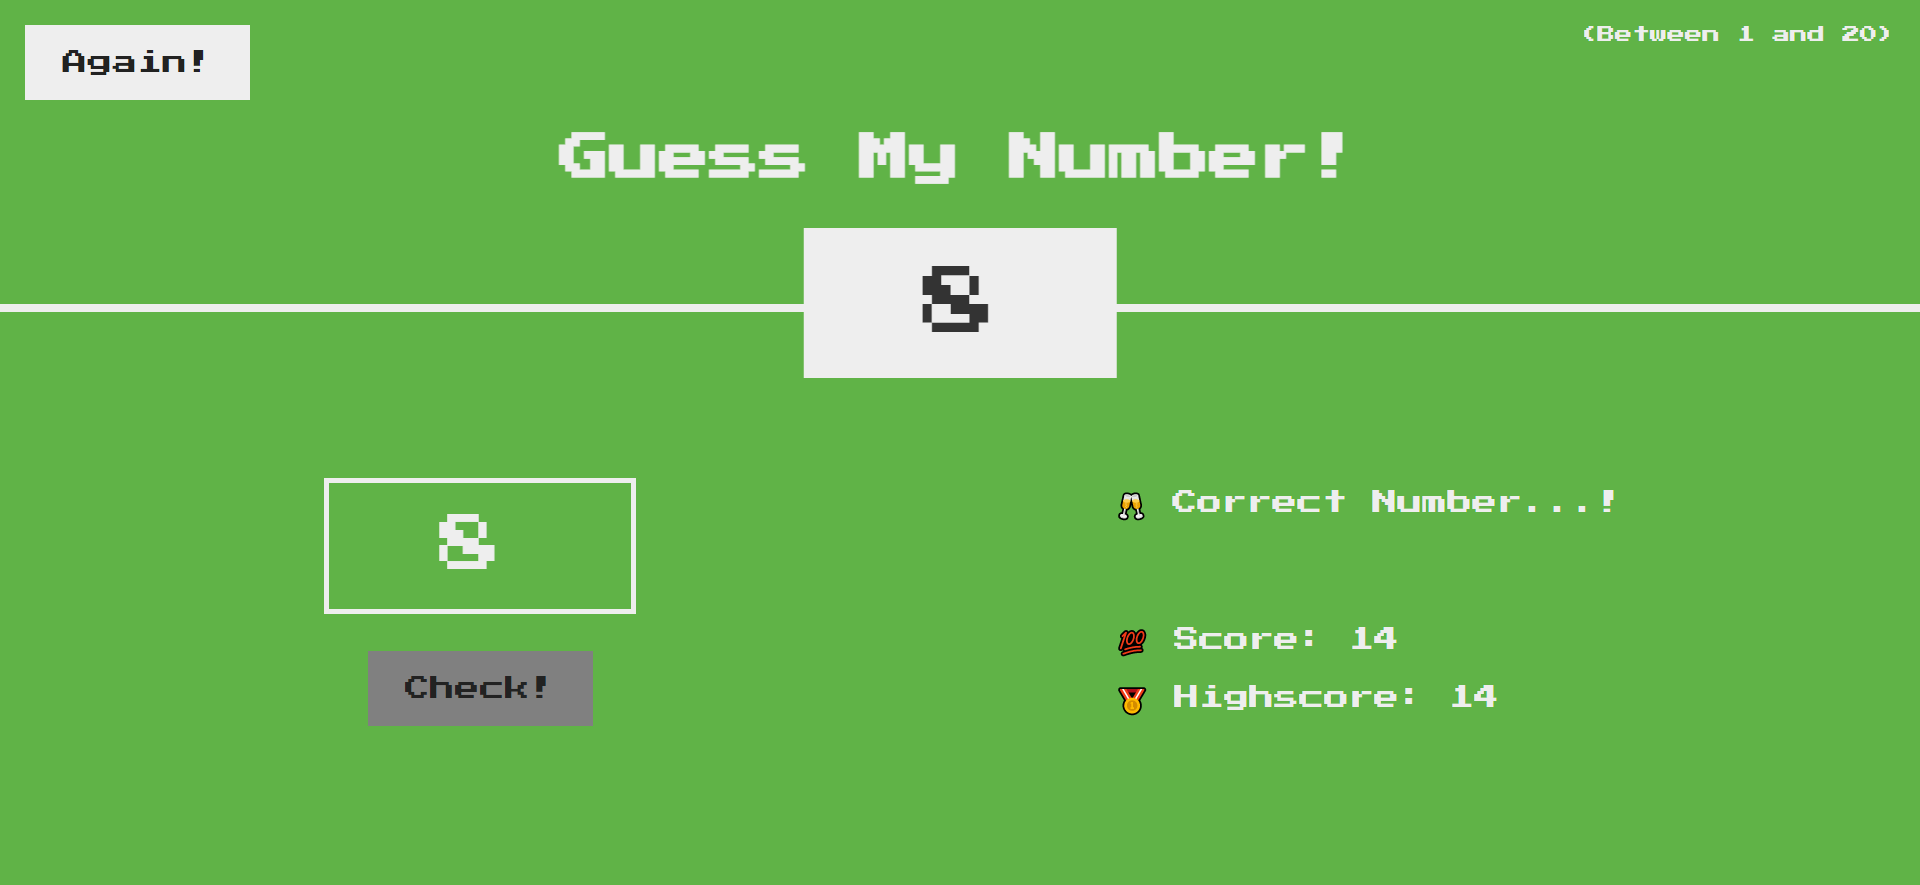 Again!
(Between 1 and 20)
Guess My Number!
8
8
Check!
🥂 Correct Number...!
💯 Score: 14
🥇 Highscore: 14